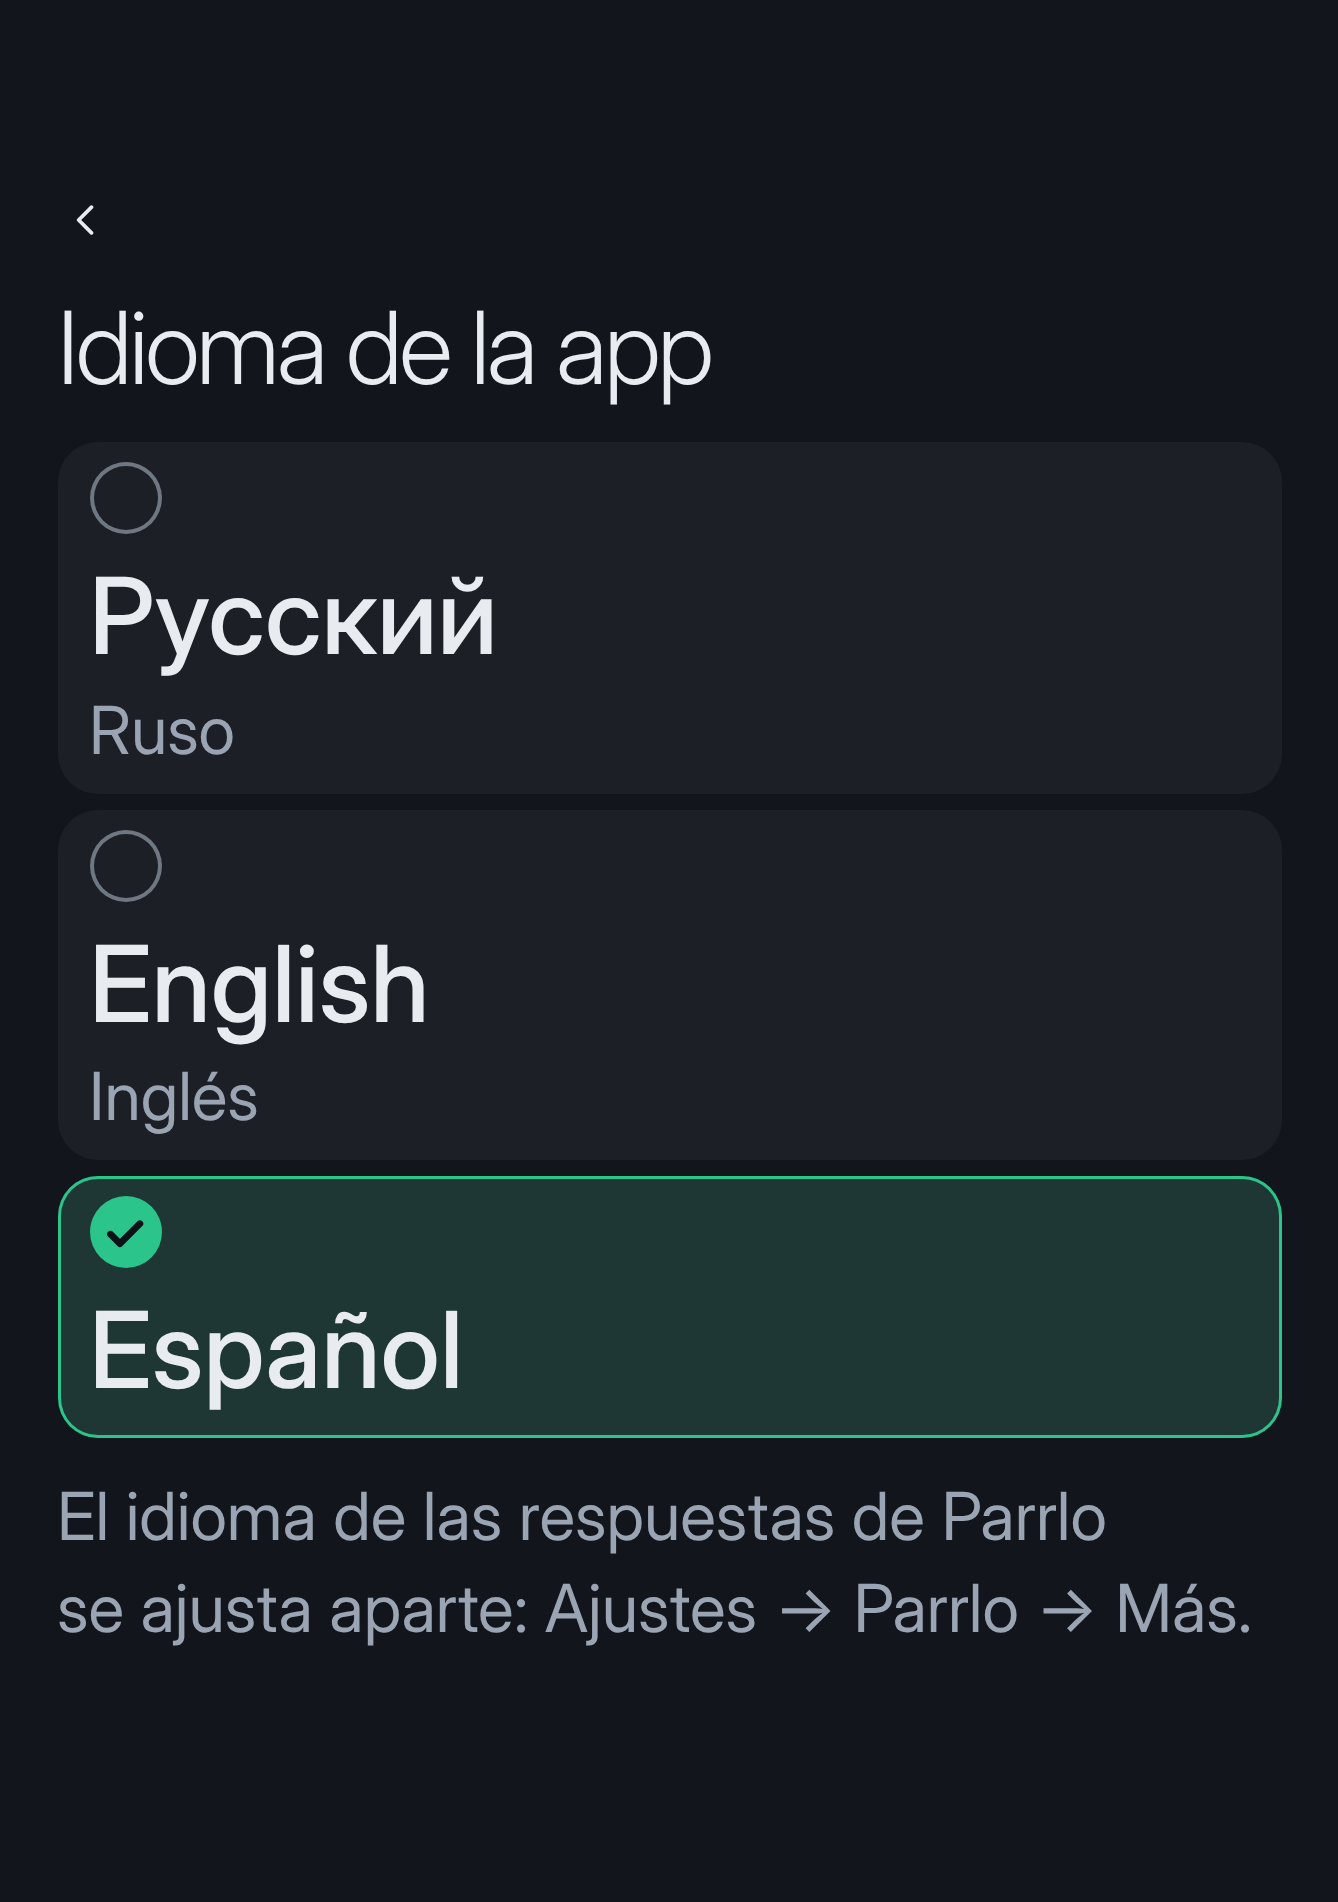 Idioma de la app
Русский
Ruso
English
Inglés
Español
El idioma de las respuestas de Parrlo
se ajusta aparte: Ajustes → Parrlo → Más.